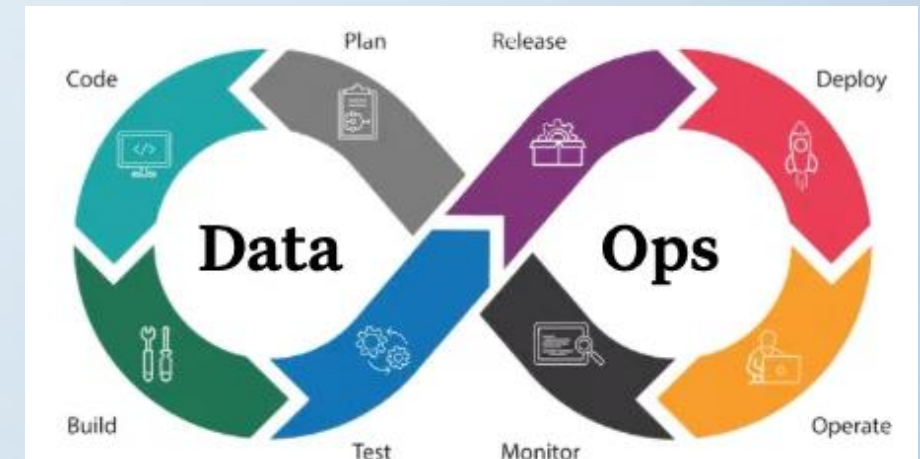 Plan
Release
Code
Deploy
</>
Data
Ops
Build
Operate
Test
Monitor